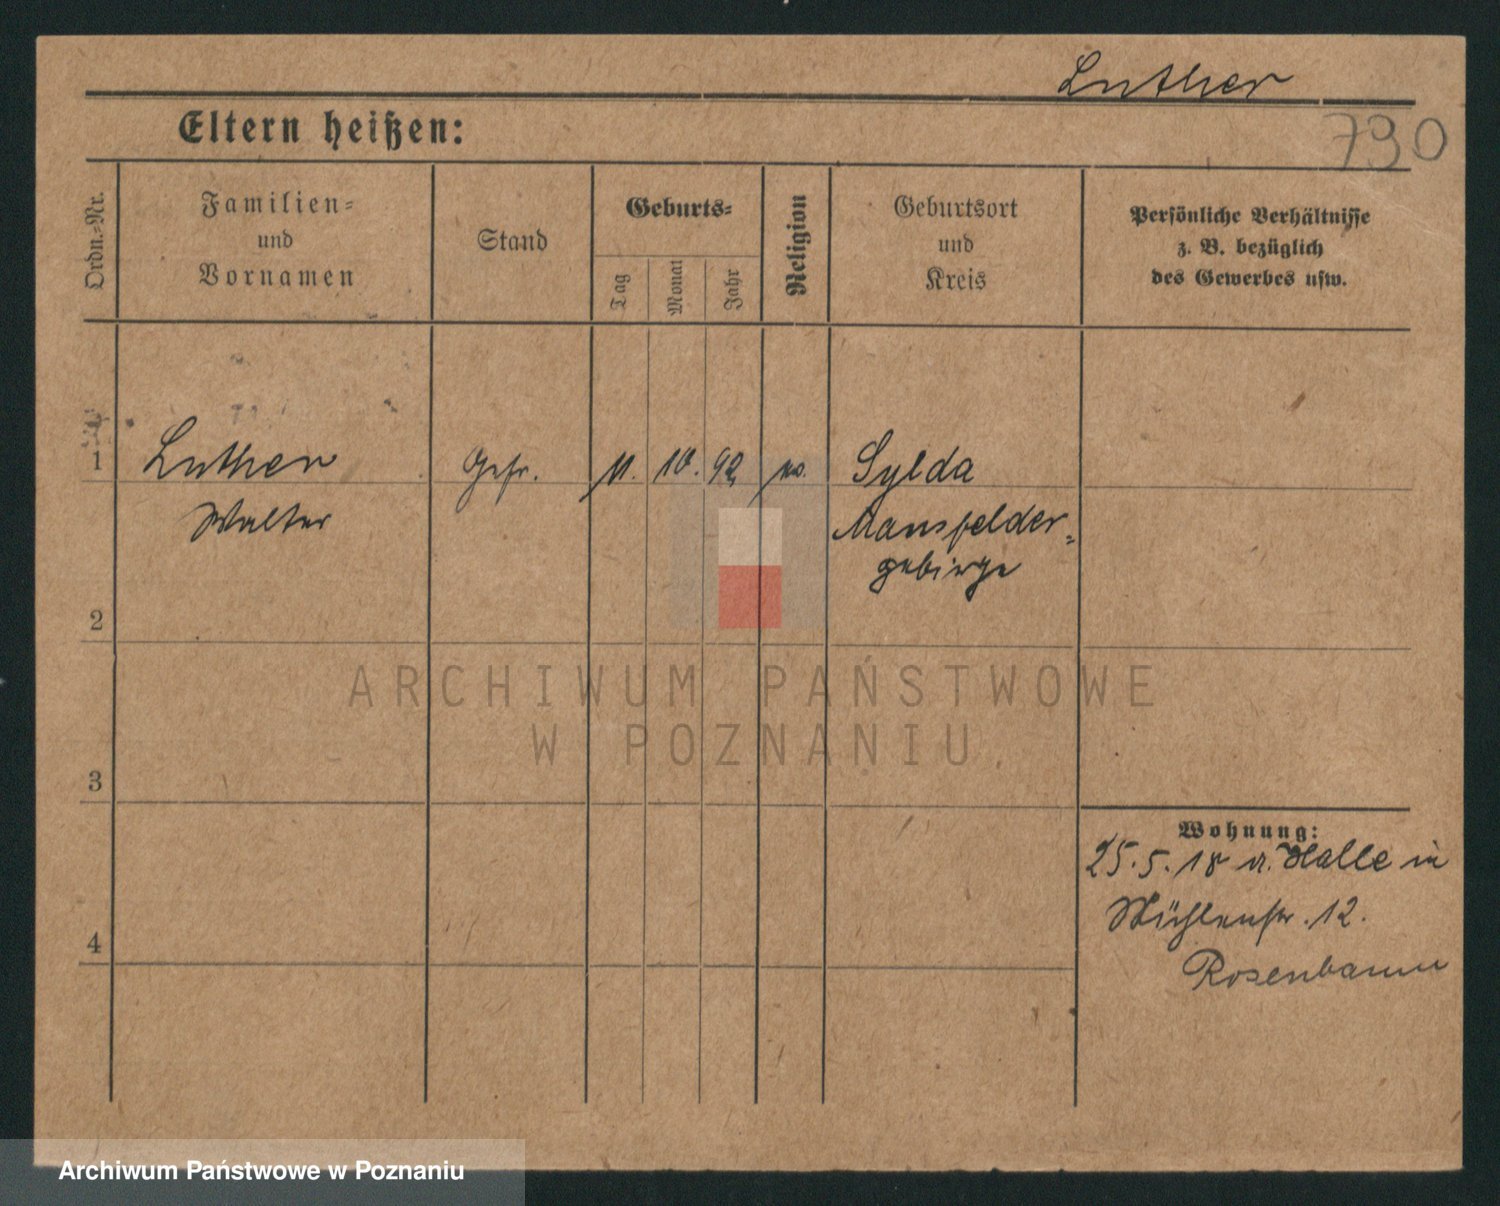 Luther
730
Eltern heißen:
Ordn.-Nr.
Familien-
und
Vornamen
Stand
Geburts-
Tag
Monat
Jahr
Religion
Geburtsort
und
Kreis
Persönliche Verhältnisse
z. B. bezüglich
des Gewerbes usw.
1
Luther
Gefr.
11.
10.
92
Sylda
Walter
Mansfelder-
gebirge
2
ARCHIWUM PAŃSTWOWE
W POZNANIU
3
Wohnung:
25.5.18 a. Halle in
Mühlenstr. 12.
4
Rosenbaum
Archiwum Państwowe w Poznaniu